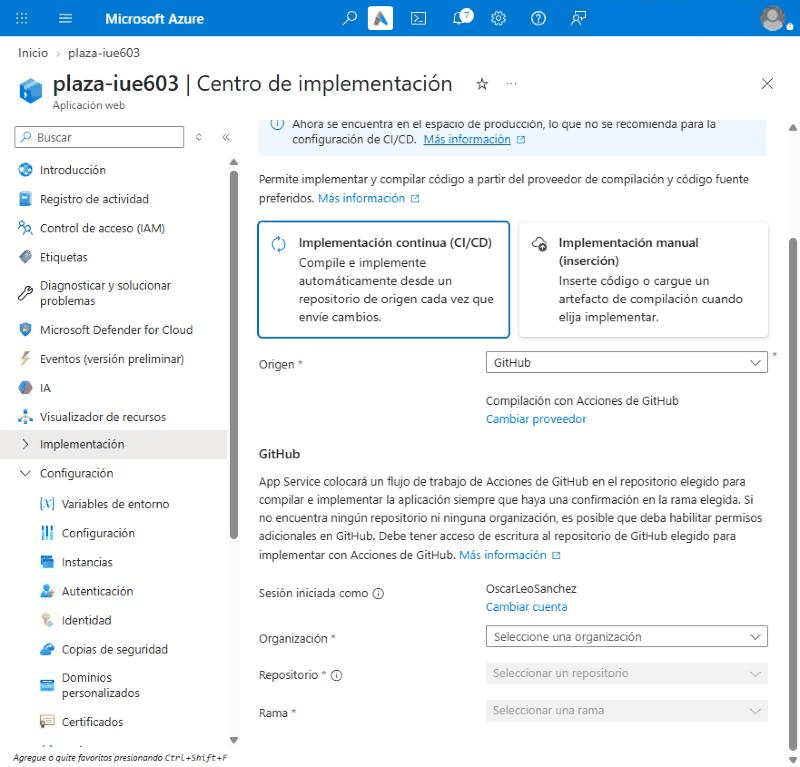 Microsoft Azure
7
Inicio > plaza-iue603
plaza-iue603 | Centro de implementación
Aplicación web
Buscar
Introducción
Registro de actividad
Control de acceso (IAM)
Etiquetas
Diagnosticar y solucionar
problemas
Microsoft Defender for Cloud
Eventos (versión preliminar)
IA
Visualizador de recursos
Implementación
Configuración
Variables de entorno
Configuración
Instancias
Autenticación
Identidad
Copias de seguridad
Dominios
personalizados
Certificados
Agregue o quite favoritos presionando Ctrl+Shift+F
Ahora se encuentra en el espacio de producción, lo que no se recomienda para la
configuración de CI/CD. Más información
Permite implementar y compilar código a partir del proveedor de compilación y código fuente
preferidos. Más información
Implementación continua (CI/CD)
Compile e implemente
automáticamente desde un
repositorio de origen cada vez que
envíe cambios.
Implementación manual
(inserción)
Inserte código o cargue un
artefacto de compilación cuando
elija implementar.
Origen *
GitHub
*
Compilación con Acciones de GitHub
Cambiar proveedor
GitHub
App Service colocará un flujo de trabajo de Acciones de GitHub en el repositorio elegido para
compilar e implementar la aplicación siempre que haya una confirmación en la rama elegida. Si
no encuentra ningún repositorio ni ninguna organización, es posible que deba habilitar permisos
adicionales en GitHub. Debe tener acceso de escritura al repositorio de GitHub elegido para
implementar con Acciones de GitHub. Más información
Sesión iniciada como
OscarLeoSanchez
Cambiar cuenta
Organización *
Seleccione una organización
Repositorio *
Seleccionar un repositorio
Rama *
Seleccionar una rama